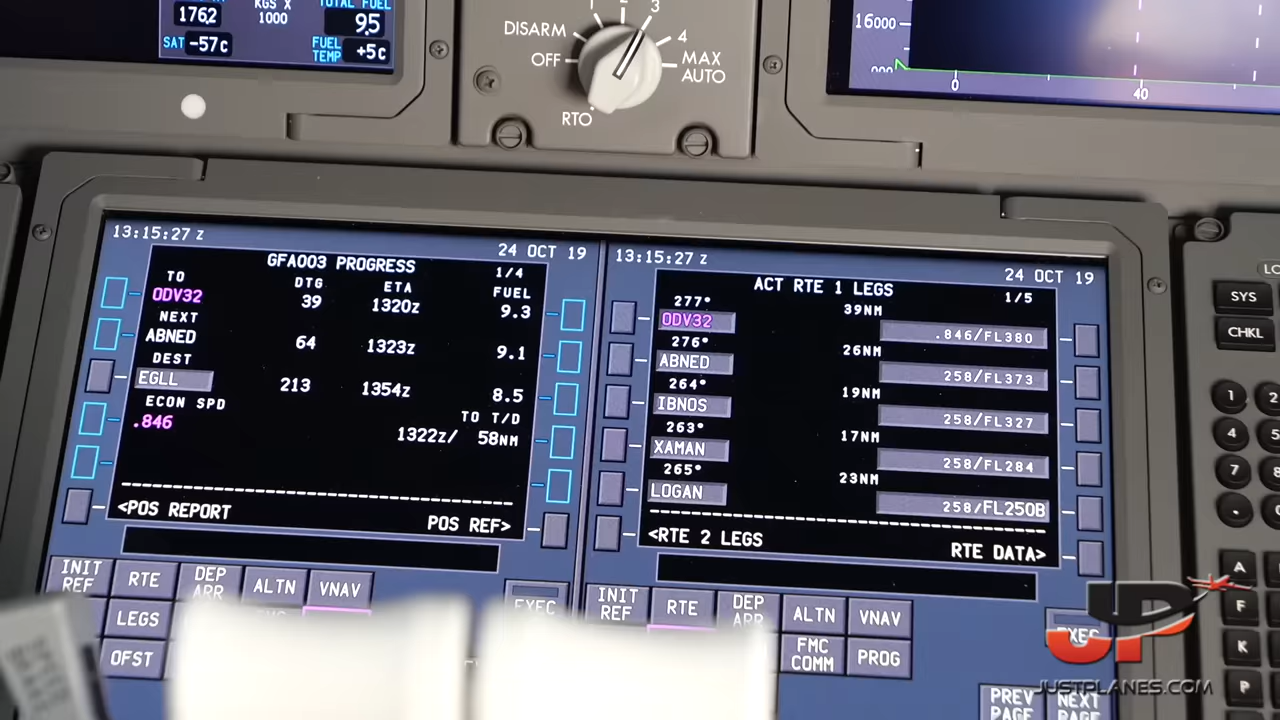 KGS X
1000
TOTAL FUEL
176.2
9.5
SAT -57c
FUEL
TEMP +5c
DISARM
OFF
RTO
1
2
3
4
MAX
AUTO
16000
0
40
13:15:27 z
24 OCT 19
GFA003 PROGRESS
1/4
TO DTG ETA FUEL
ODV32 39 1320z 9.3
NEXT
ABNED 64 1323z 9.1
DEST
EGLL 213 1354z 8.5
ECON SPD TO T/D
.846 1322z/ 58NM
<POS REPORT POS REF>
INIT
REF
RTE
DEP
ARR
ALTN
VNAV
LEGS
OFST
EXEC
13:15:27 z
24 OCT 19
ACT RTE 1 LEGS
1/5
277° 39NM
ODV32 .846/FL380
276° 26NM
ABNED 258/FL373
264° 19NM
IBNOS 258/FL327
263° 17NM
XAMAN 258/FL284
265° 23NM
LOGAN 258/FL250B
<RTE 2 LEGS RTE DATA>
INIT
REF
RTE
DEP
ARR
ALTN
VNAV
FMC
COMM
PROG
EXEC
PREV
PAGE
NEXT
PAGE
SYS
CHKL
1 2
4 5
7 8
.
A
F
K
P
JP
JUSTPLANES.COM